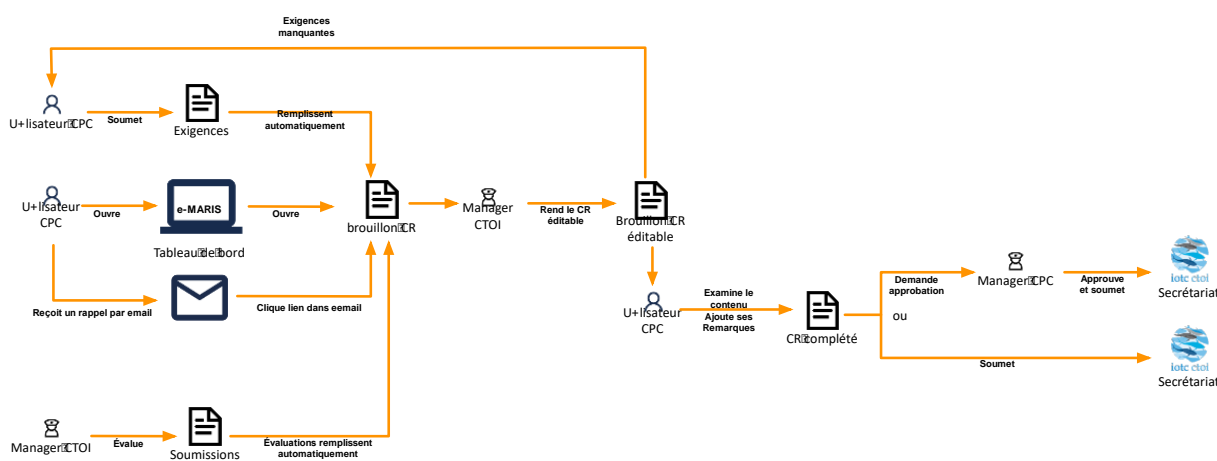 Exigences
manquantes
U+lisateur CPC
Soumet
Exigences
Remplissent
automatiquement
U+lisateur
CPC
Ouvre
e-MARIS
Tableau de bord
Ouvre
brouillon CR
Manager
CTOI
Rend le CR
éditable
Brouillon CR
éditable
Reçoit un rappel par email
Clique lien dans eemail
U+lisateur
CPC
Examine le
contenu
Ajoute ses
Remarques
CR complété
Demande
approbation
ou
Manager CPC
Approuve
et soumet
iotc ctoi
Secrétariat
Soumet
iotc ctoi
Secrétariat
Manager CTOI
Évalue
Soumissions
Évaluations remplissent
automatiquement